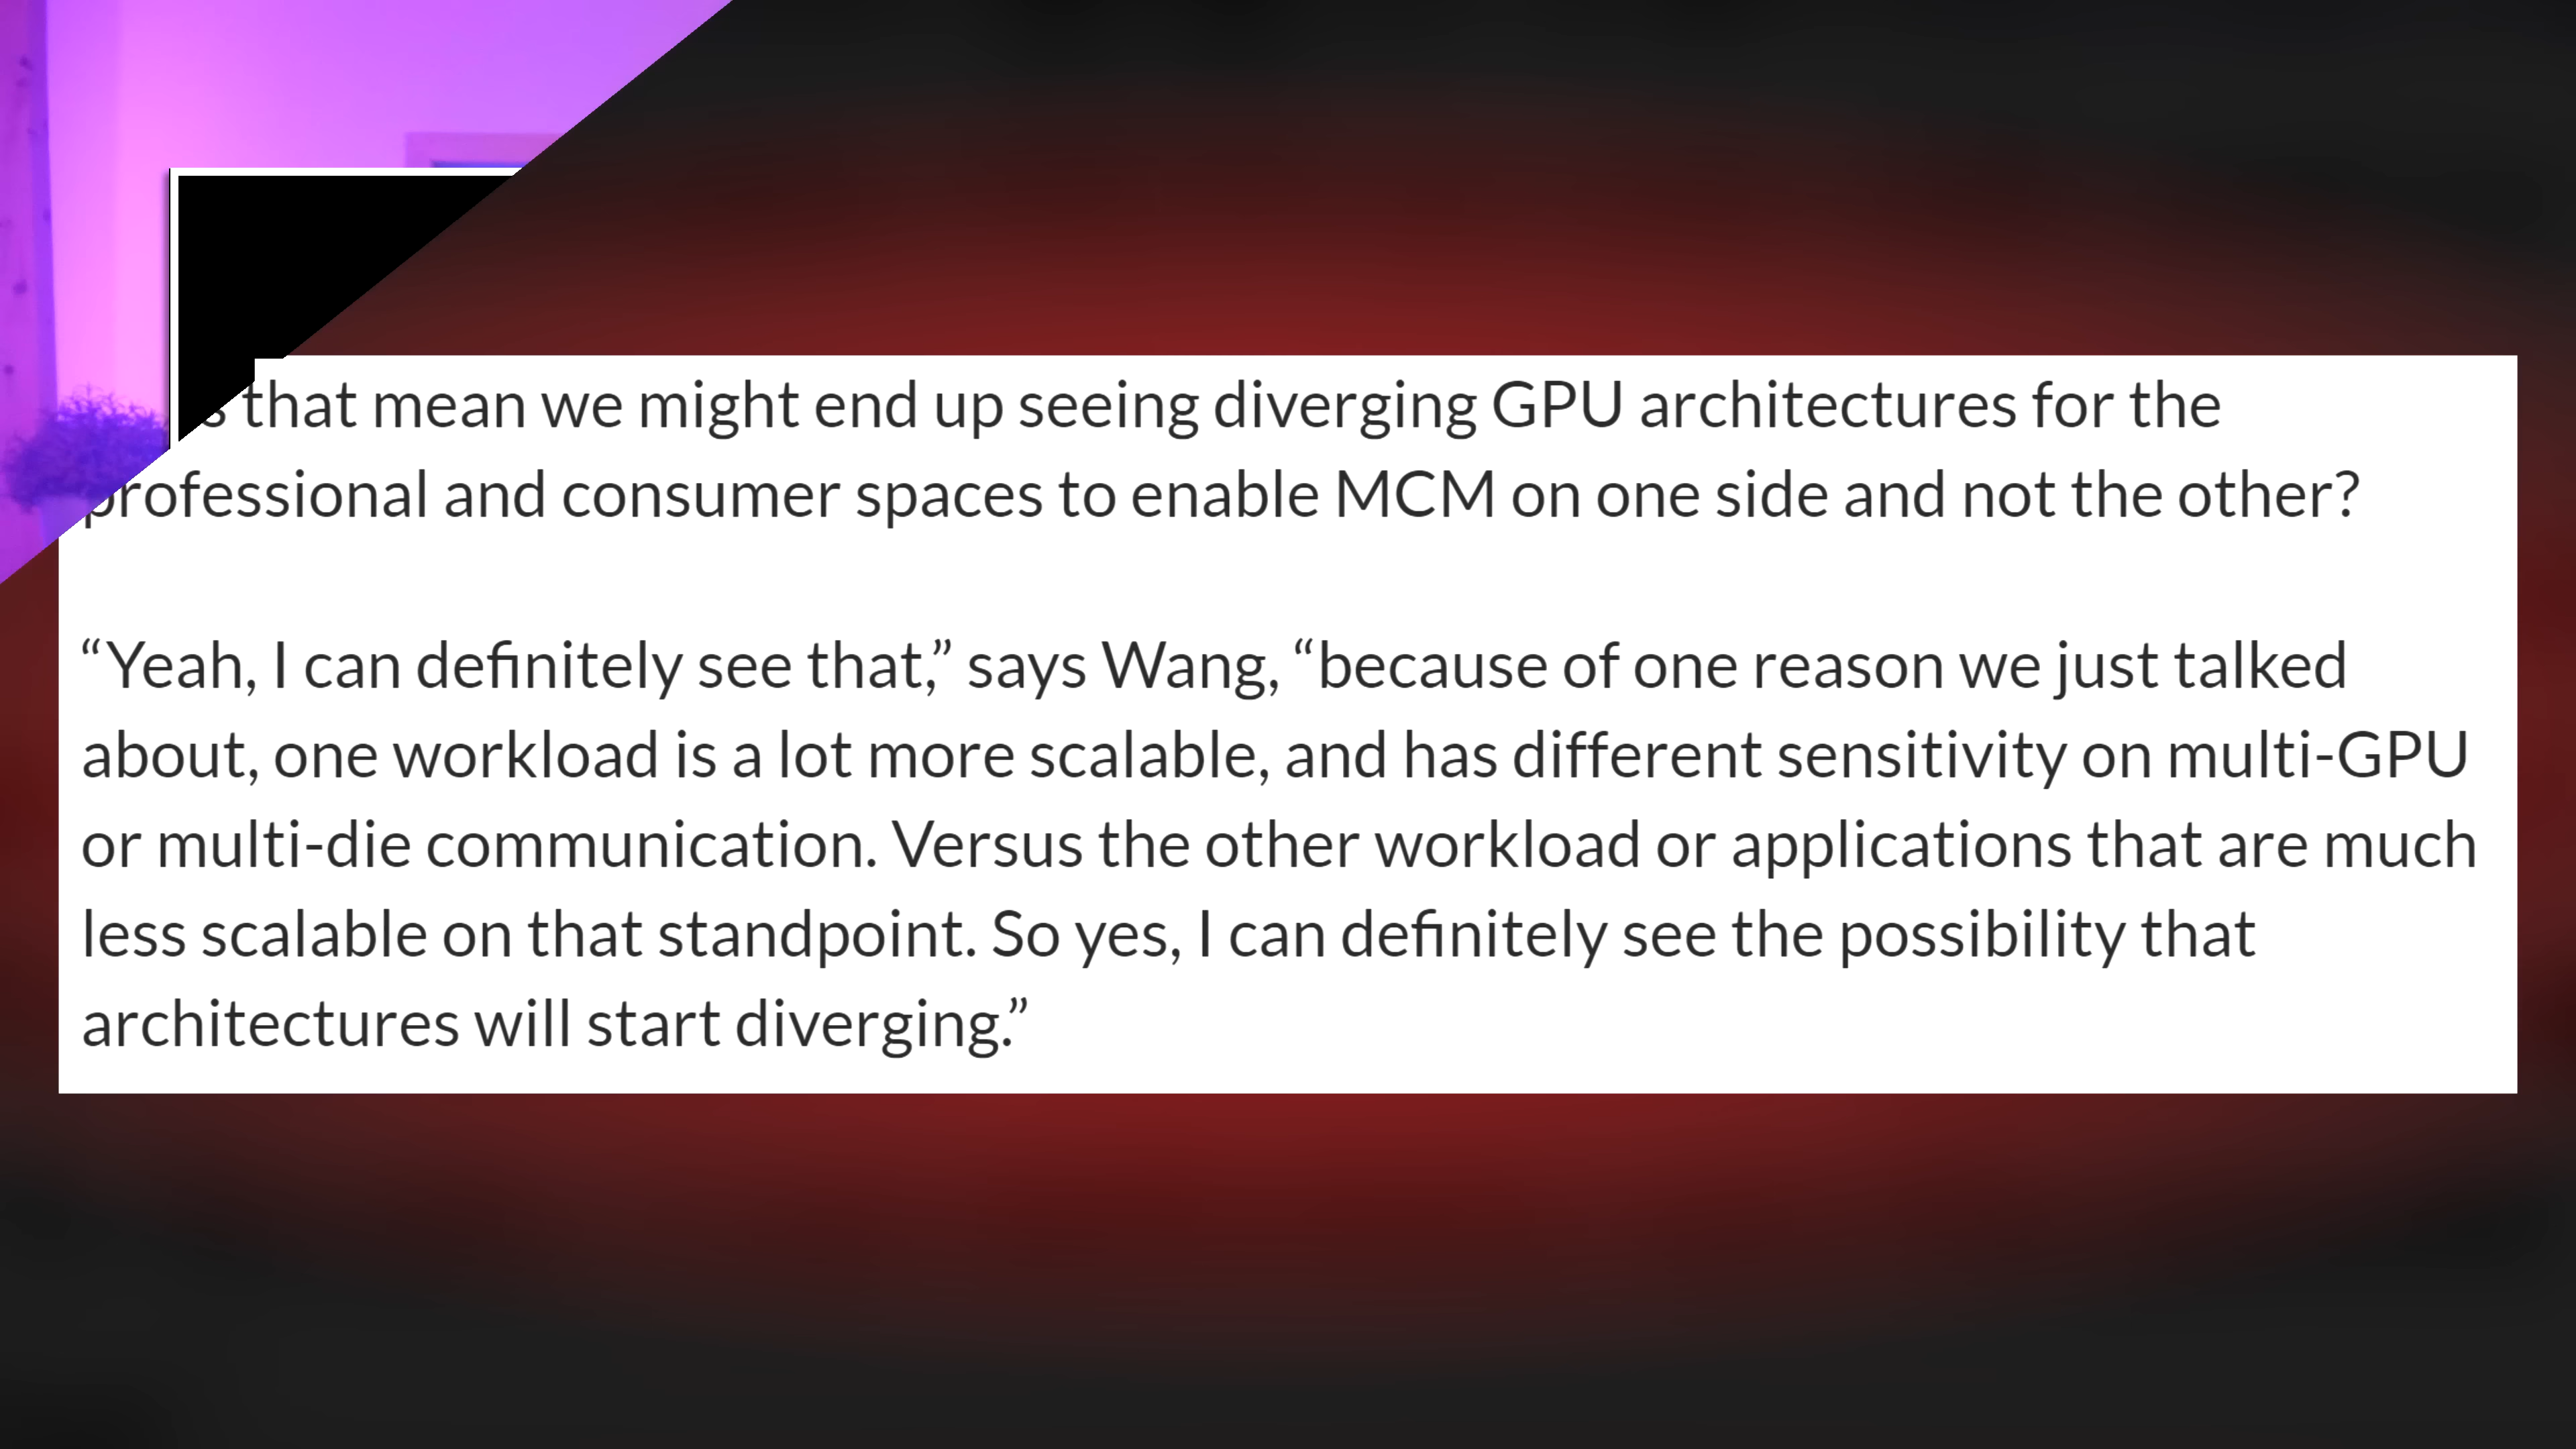 that mean we might end up seeing diverging GPU architectures for the
professional and consumer spaces to enable MCM on one side and not the other?
“Yeah, I can definitely see that,” says Wang, “because of one reason we just talked
about, one workload is a lot more scalable, and has different sensitivity on multi-GPU
or multi-die communication. Versus the other workload or applications that are much
less scalable on that standpoint. So yes, I can definitely see the possibility that
architectures will start diverging.”